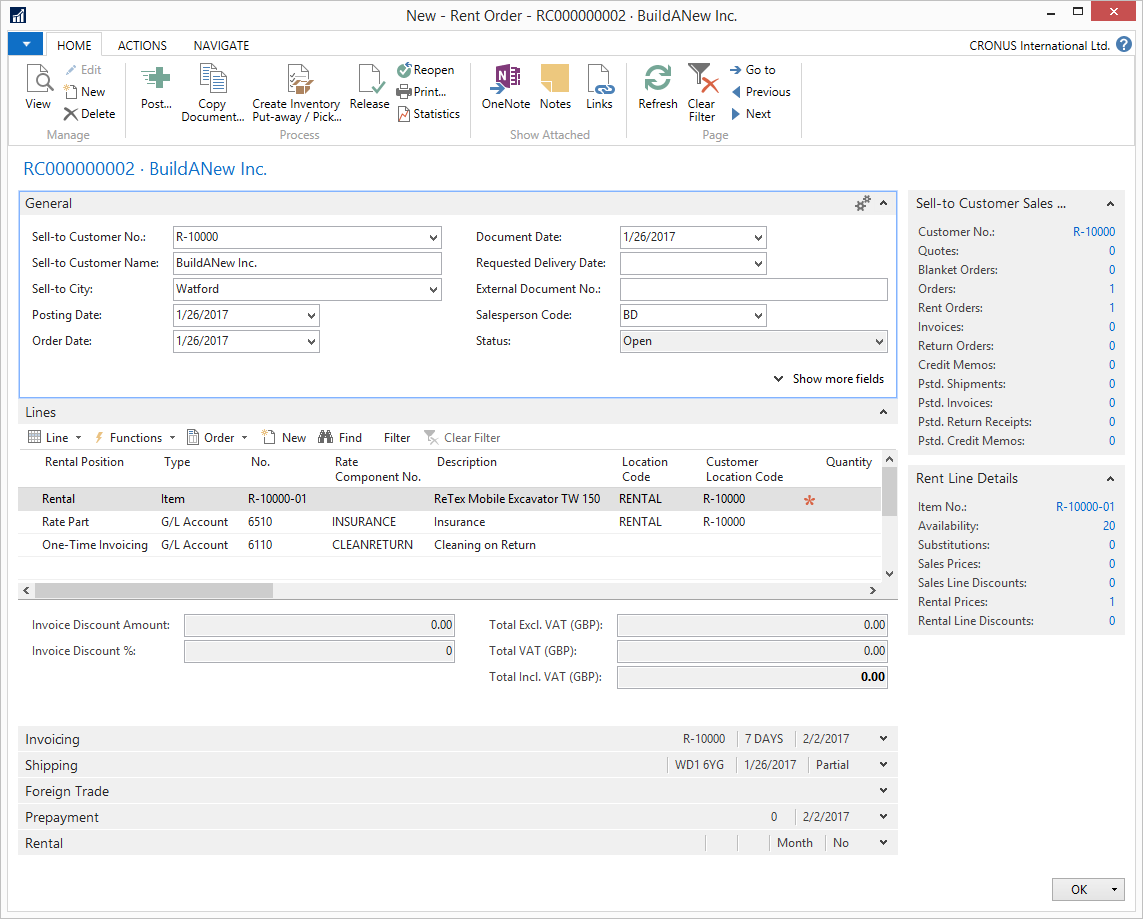 New - Rent Order - RC000000002 · BuildANew Inc.
HOME ACTIONS NAVIGATE CRONUS International Ltd. ?
View
Edit
New
Delete
Manage
Post...
Copy Document...
Create Inventory Put-away / Pick...
Release
Reopen
Print...
Statistics
Process
OneNote
Notes
Links
Show Attached
Refresh
Clear Filter
Go to
Previous
Next
Page
RC000000002 · BuildANew Inc.
General
Sell-to Customer No.: R-10000
Sell-to Customer Name: BuildANew Inc.
Sell-to City: Watford
Posting Date: 1/26/2017
Order Date: 1/26/2017
Document Date: 1/26/2017
Requested Delivery Date:
External Document No.:
Salesperson Code: BD
Status: Open
Show more fields
Lines
Line Functions Order New Find Filter Clear Filter
Rental Position Type No. Rate Component No. Description Location Code Customer Location Code Quantity
Rental Item R-10000-01 ReTex Mobile Excavator TW 150 RENTAL R-10000 *
Rate Part G/L Account 6510 INSURANCE Insurance RENTAL R-10000
One-Time Invoicing G/L Account 6110 CLEANRETURN Cleaning on Return
Invoice Discount Amount: 0.00
Invoice Discount %: 0
Total Excl. VAT (GBP): 0.00
Total VAT (GBP): 0.00
Total Incl. VAT (GBP): 0.00
Invoicing R-10000 7 DAYS 2/2/2017
Shipping WD1 6YG 1/26/2017 Partial
Foreign Trade
Prepayment 0 2/2/2017
Rental Month No
Sell-to Customer Sales ...
Customer No.: R-10000
Quotes: 0
Blanket Orders: 0
Orders: 1
Rent Orders: 1
Invoices: 0
Return Orders: 0
Credit Memos: 0
Pstd. Shipments: 0
Pstd. Invoices: 0
Pstd. Return Receipts: 0
Pstd. Credit Memos: 0
Rent Line Details
Item No.: R-10000-01
Availability: 20
Substitutions: 0
Sales Prices: 0
Sales Line Discounts: 0
Rental Prices: 1
Rental Line Discounts: 0
OK